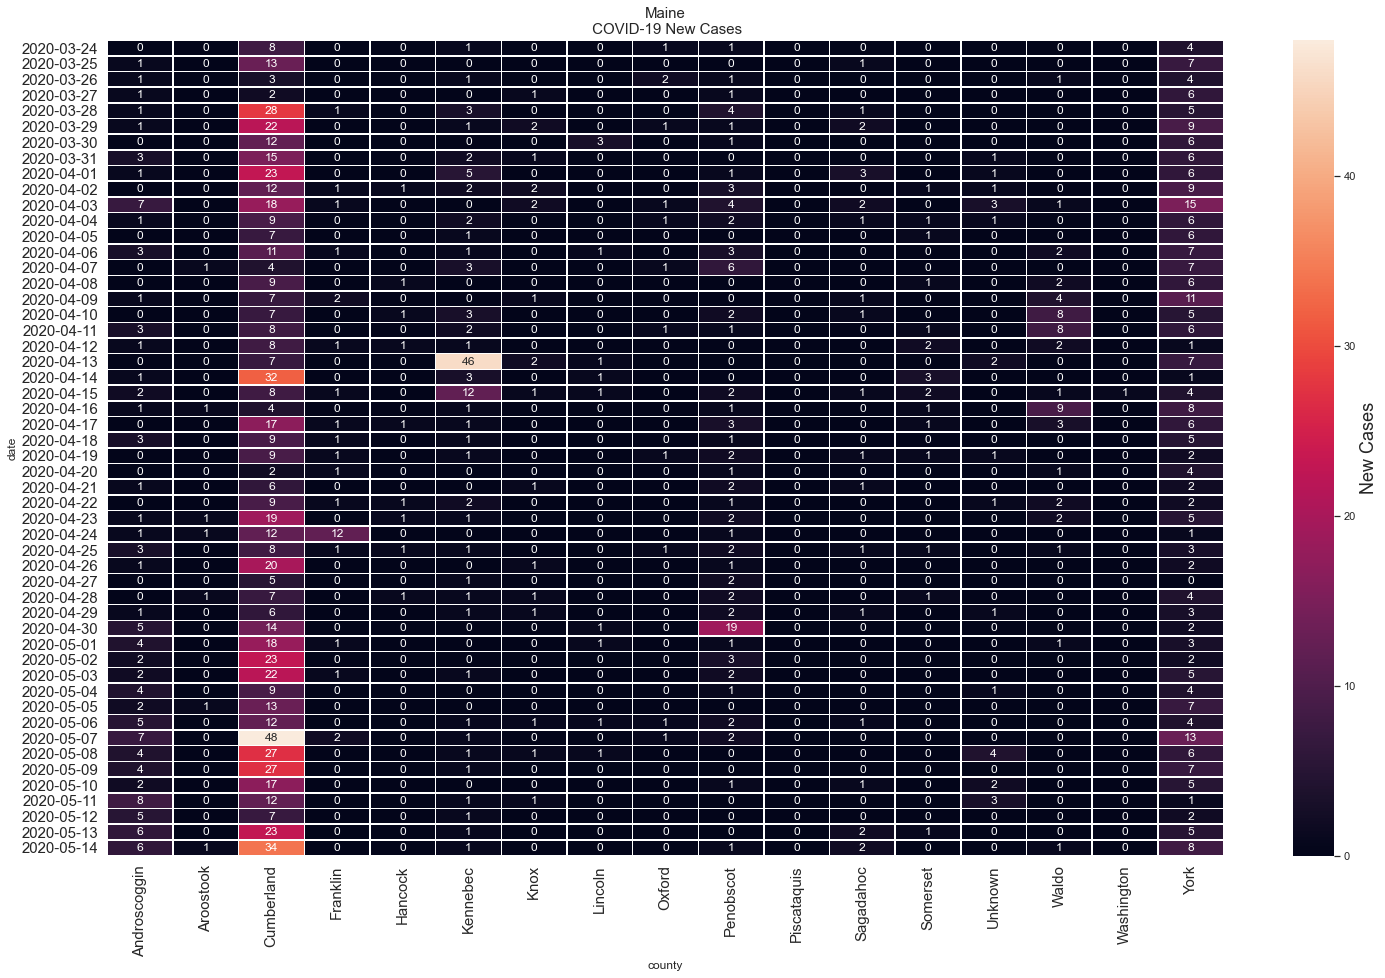 Maine
COVID-19 New Cases
2020-03-24 0 0 8 0 0 1 0 0 1 1 0 0 0 0 0 0 4
2020-03-25 1 0 13 0 0 0 0 0 0 0 0 1 0 0 0 0 7
2020-03-26 1 0 3 0 0 1 0 0 2 1 0 0 0 0 1 0 4
2020-03-27 1 0 2 0 0 0 1 0 0 1 0 0 0 0 0 0 6
2020-03-28 1 0 28 1 0 3 0 0 0 4 0 1 0 0 0 0 5
2020-03-29 1 0 22 0 0 1 2 0 1 1 0 2 0 0 0 0 9
2020-03-30 0 0 12 0 0 0 0 3 0 1 0 0 0 0 0 0 6
2020-03-31 3 0 15 0 0 2 1 0 0 0 0 0 0 1 0 0 6
2020-04-01 1 0 23 0 0 5 0 0 0 1 0 3 0 1 0 0 6
2020-04-02 0 0 12 1 1 2 2 0 0 3 0 0 1 1 0 0 9
2020-04-03 7 0 18 1 0 0 2 0 1 4 0 2 0 3 1 0 15
2020-04-04 1 0 9 0 0 2 0 0 1 2 0 1 1 1 0 0 6
2020-04-05 0 0 7 0 0 1 0 0 0 0 0 0 1 0 0 0 6
2020-04-06 3 0 11 1 0 1 0 1 0 3 0 0 0 0 2 0 7
2020-04-07 0 1 4 0 0 3 0 0 1 6 0 0 0 0 0 0 7
2020-04-08 0 0 9 0 1 0 0 0 0 0 0 0 1 0 2 0 6
2020-04-09 1 0 7 2 0 0 1 0 0 0 0 1 0 0 4 0 11
2020-04-10 0 0 7 0 1 3 0 0 0 2 0 1 0 0 8 0 5
2020-04-11 3 0 8 0 0 2 0 0 1 1 0 0 1 0 8 0 6
2020-04-12 1 0 8 1 1 1 0 0 0 0 0 0 2 0 2 0 1
2020-04-13 0 0 7 0 0 46 2 1 0 0 0 0 0 2 0 0 7
2020-04-14 1 0 32 0 0 3 0 1 0 0 0 0 3 0 0 0 1
2020-04-15 2 0 8 1 0 12 1 1 0 2 0 1 2 0 1 1 4
2020-04-16 1 1 4 0 0 1 0 0 0 1 0 0 1 0 9 0 8
2020-04-17 0 0 17 1 1 1 0 0 0 3 0 0 1 0 3 0 6
2020-04-18 3 0 9 1 0 1 0 0 0 1 0 0 0 0 0 0 5
2020-04-19 0 0 9 1 0 1 0 0 1 2 0 1 1 1 0 0 2
2020-04-20 0 0 2 1 0 0 0 0 0 1 0 0 0 0 1 0 4
2020-04-21 1 0 6 0 0 0 1 0 0 2 0 1 0 0 0 0 2
2020-04-22 0 0 9 1 1 2 0 0 0 1 0 0 0 1 2 0 2
2020-04-23 1 1 19 0 1 1 0 0 0 2 0 0 0 0 2 0 5
2020-04-24 1 1 12 12 0 0 0 0 0 1 0 0 0 0 0 0 1
2020-04-25 3 0 8 1 1 1 0 0 1 2 0 1 1 0 1 0 3
2020-04-26 1 0 20 0 0 0 1 0 0 1 0 0 0 0 0 0 2
2020-04-27 0 0 5 0 0 1 0 0 0 2 0 0 0 0 0 0 0
2020-04-28 0 1 7 0 1 1 1 0 0 2 0 0 1 0 0 0 4
2020-04-29 1 0 6 0 0 1 1 0 0 2 0 1 0 1 0 0 3
2020-04-30 5 0 14 0 0 0 0 1 0 19 0 0 0 0 0 0 2
2020-05-01 4 0 18 1 0 0 0 1 0 1 0 0 0 0 1 0 3
2020-05-02 2 0 23 0 0 0 0 0 0 3 0 0 0 0 0 0 2
2020-05-03 2 0 22 1 0 1 0 0 0 2 0 0 0 0 0 0 5
2020-05-04 4 0 9 0 0 0 0 0 0 1 0 0 0 1 0 0 4
2020-05-05 2 1 13 0 0 0 0 0 0 0 0 0 0 0 0 0 7
2020-05-06 5 0 12 0 0 1 1 1 1 2 0 1 0 0 0 0 4
2020-05-07 7 0 48 2 0 1 0 0 1 2 0 0 0 0 0 0 13
2020-05-08 4 0 27 0 0 1 1 1 0 0 0 0 0 4 0 0 6
2020-05-09 4 0 27 0 0 1 0 0 0 0 0 0 0 0 0 0 7
2020-05-10 2 0 17 0 0 0 0 0 0 1 0 1 0 2 0 0 5
2020-05-11 8 0 12 0 0 1 1 0 0 0 0 0 0 3 0 0 1
2020-05-12 5 0 7 0 0 1 0 0 0 0 0 0 0 0 0 0 2
2020-05-13 6 0 23 0 0 1 0 0 0 0 0 2 1 0 0 0 5
2020-05-14 6 1 34 0 0 1 0 0 0 1 0 2 0 0 1 0 8
date
Androscoggin Aroostook Cumberland Franklin Hancock Kennebec Knox Lincoln Oxford Penobscot Piscataquis Sagadahoc Somerset Unknown Waldo Washington York
county
40
30
20
10
0
New Cases